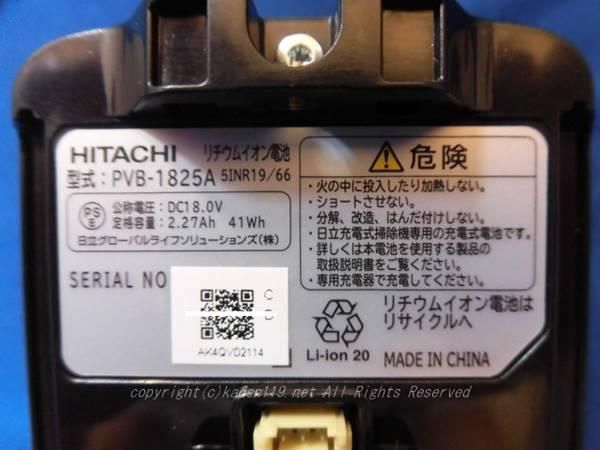 HITACHI リチウムイオン電池
型式：PVB-1825A 5INR19/66
PS
E
公称電圧：DC18.0V
定格容量：2.27Ah 41Wh
日立グローバルライフソリューションズ（株）
SERIAL NO
C
D
AK4QVD2114
危険
・火の中に投入したり加熱しない。
・ショートさせない。
・分解、改造、はんだ付けしない。
・日立充電式掃除機専用の充電式電池です。
・詳しくは本電池を使用する製品の
取扱説明書をご覧ください。
・専用充電器で充電してください。
リチウムイオン電池は
リサイクルへ
Li-ion 20
MADE IN CHINA
copyright(c)kaden119.net All Rights Reserved